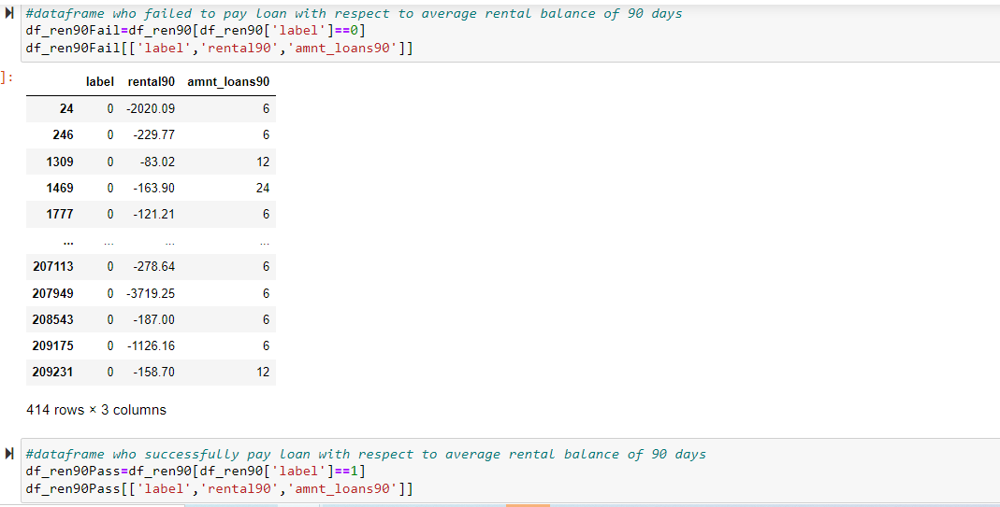 #dataframe who failed to pay loan with respect to average rental balance of 90 days
df_ren90Fail=df_ren90[df_ren90['label']==0]
df_ren90Fail[['label','rental90','amnt_loans90']]
]:
label rental90 amnt_loans90
24 0 -2020.09 6
246 0 -229.77 6
1309 0 -83.02 12
1469 0 -163.90 24
1777 0 -121.21 6
... ... ... ...
207113 0 -278.64 6
207949 0 -3719.25 6
208543 0 -187.00 6
209175 0 -1126.16 6
209231 0 -158.70 12
414 rows × 3 columns
#dataframe who successfully pay loan with respect to average rental balance of 90 days
df_ren90Pass=df_ren90[df_ren90['label']==1]
df_ren90Pass[['label','rental90','amnt_loans90']]